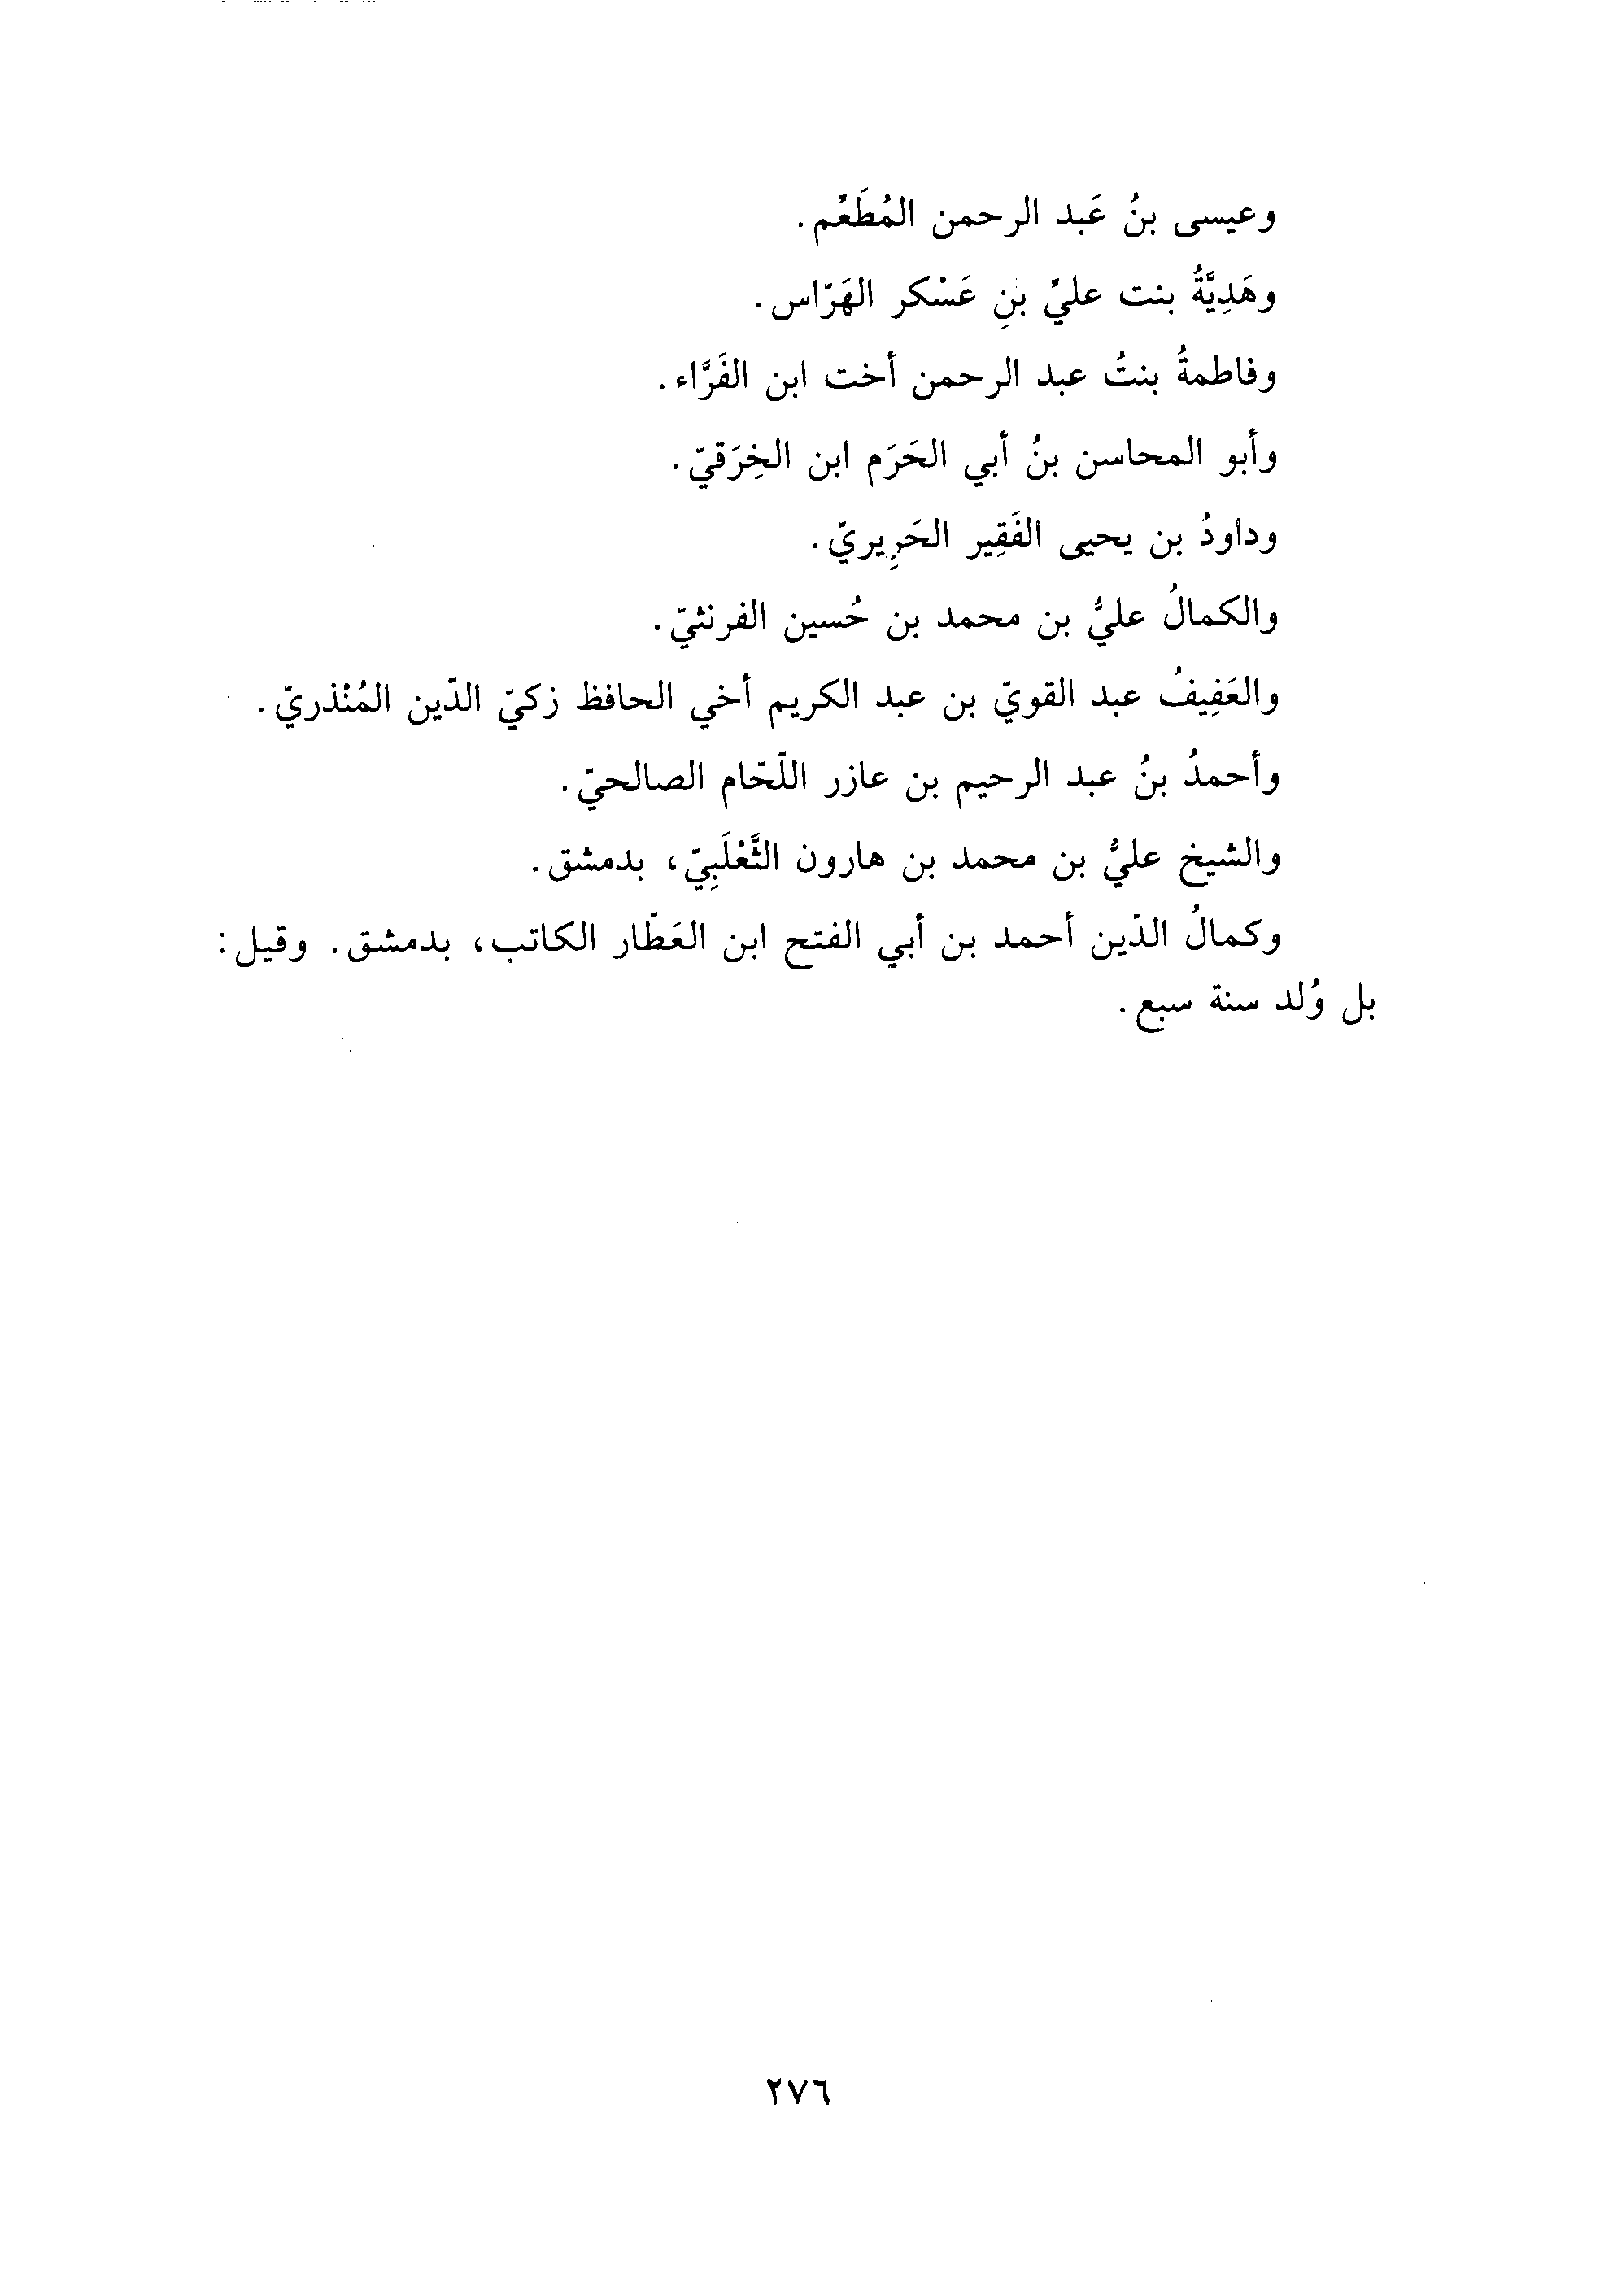 وعيسى بنُ عَبد الرحمن المُطَعِّم.
وهَدِيَّةُ بنت عليِّ بنِ عَسْكر الهَرّاس.
وفاطمةُ بنتُ عبد الرحمن أخت ابن الفَرَّاء.
وأبو المحاسن بنُ أبي الحَرَم ابن الخِرَقيّ.
وداودُ بن يحيى الفَقِير الحَرِيريّ.
والكمالُ عليُّ بن محمد بن حُسين الفرنثيّ.
والعَفِيفُ عبد القويّ بن عبد الكريم أخي الحافظ زكيّ الدّين المُنْذريّ.
وأحمدُ بنُ عبد الرحيم بن عازر اللّحّام الصالحيّ.
والشيخ عليُّ بن محمد بن هارون الثَّعْلَبِيّ، بدمشق.
وكمالُ الدّين أحمد بن أبي الفتح ابن العَطّار الكاتب، بدمشق. وقيل:
بل وُلد سنة سبع.
٢٧٦